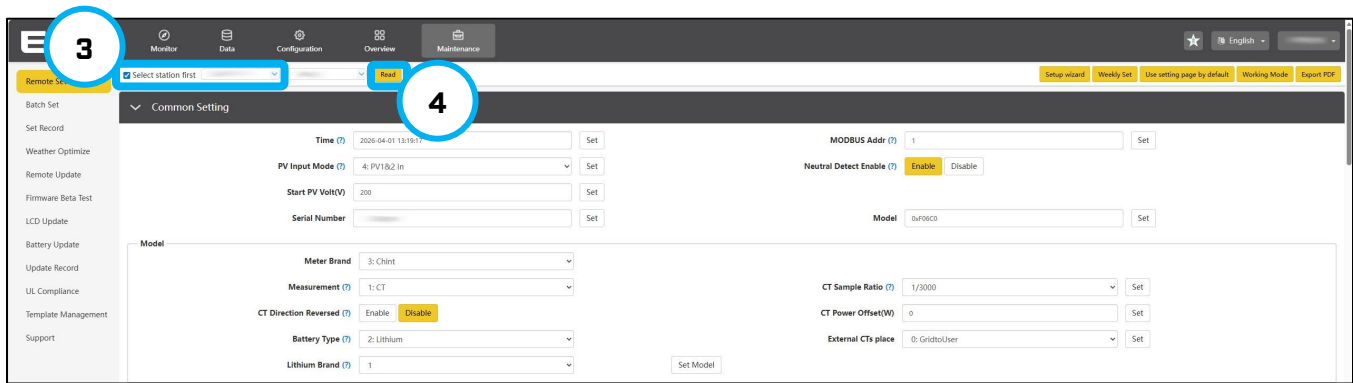 E
3
Monitor
Data
Configuration
Overview
Maintenance
English
Select station first
Read
4
Setup wizard
Weekly Set
Use setting page by default
Working Mode
Export PDF
Batch Set
Set Record
Weather Optimize
Remote Update
Firmware Beta Test
LCD Update
Battery Update
Update Record
UL Compliance
Template Management
Support
Common Setting
Time (?) 2026-04-01 13:19:17 Set MODBUS Addr (?) 1 Set
PV Input Mode (?) 4: PV1&2 In Set Neutral Detect Enable (?) Enable Disable
Start PV Volt(V) 200 Set
Serial Number Set Model 0xF06C0 Set
Model
Meter Brand 3: Chint
Measurement (?) 1: CT CT Sample Ratio (?) 1/3000 Set
CT Direction Reversed (?) Enable Disable CT Power Offset(W) 0 Set
Battery Type (?) 2: Lithium External CTs place 0: GridtoUser Set
Lithium Brand (?) 1 Set Model